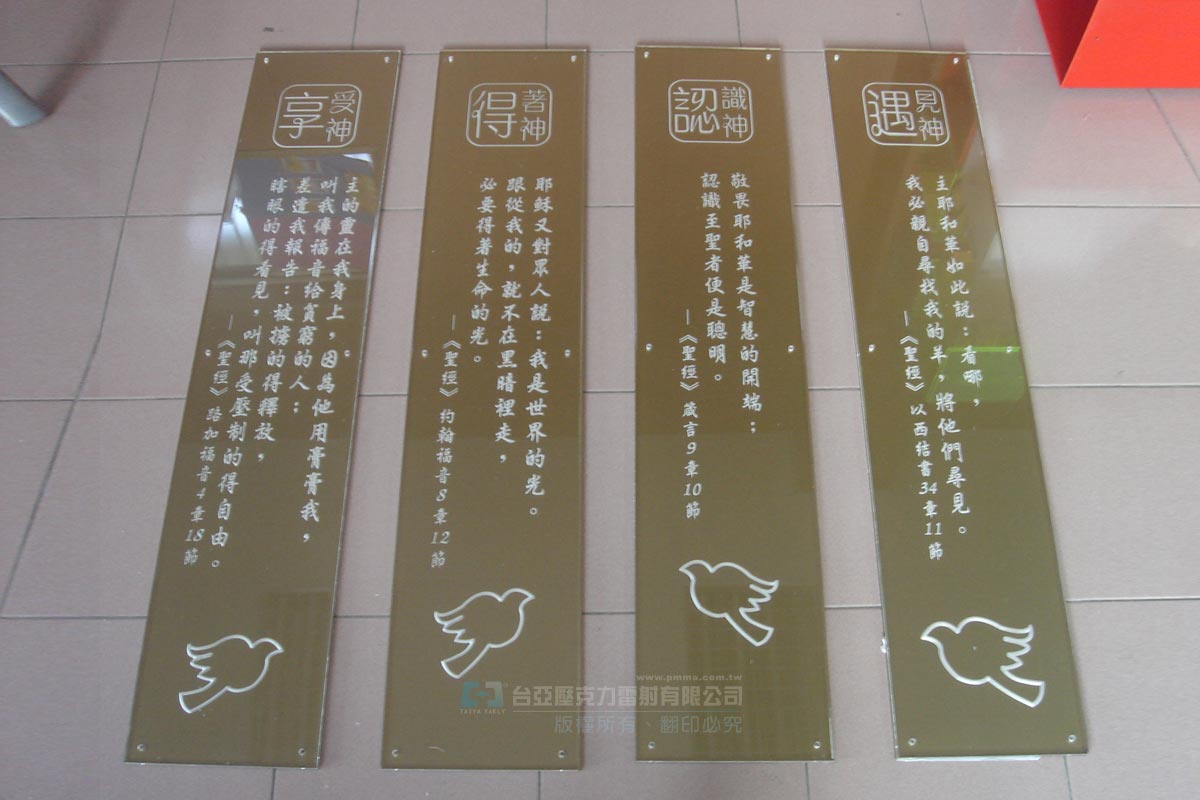 遇見神
主耶和華如此說：看哪，
我必親自尋找我的羊，將他們尋見。
—《聖經》以西結書34章11節
認識神
敬畏耶和華是智慧的開端；
認識至聖者便是聰明。
—《聖經》箴言9章10節
得著神
耶穌又對眾人說：我是世界的光。
跟從我的，就不在黑暗裡走，
必要得著生命的光。
—《聖經》約翰福音8章12節
享受神
主的靈在我身上，因為他用膏膏我，
叫我傳福音給貧窮的人；
差遣我報告：被擄的得釋放，
瞎眼的得看見，叫那受壓制的得自由。
—《聖經》路加福音4章18節
www.pmma.com.tw
台亞壓克力雷射有限公司
TAIYA YAKLY
版權所有、翻印必究